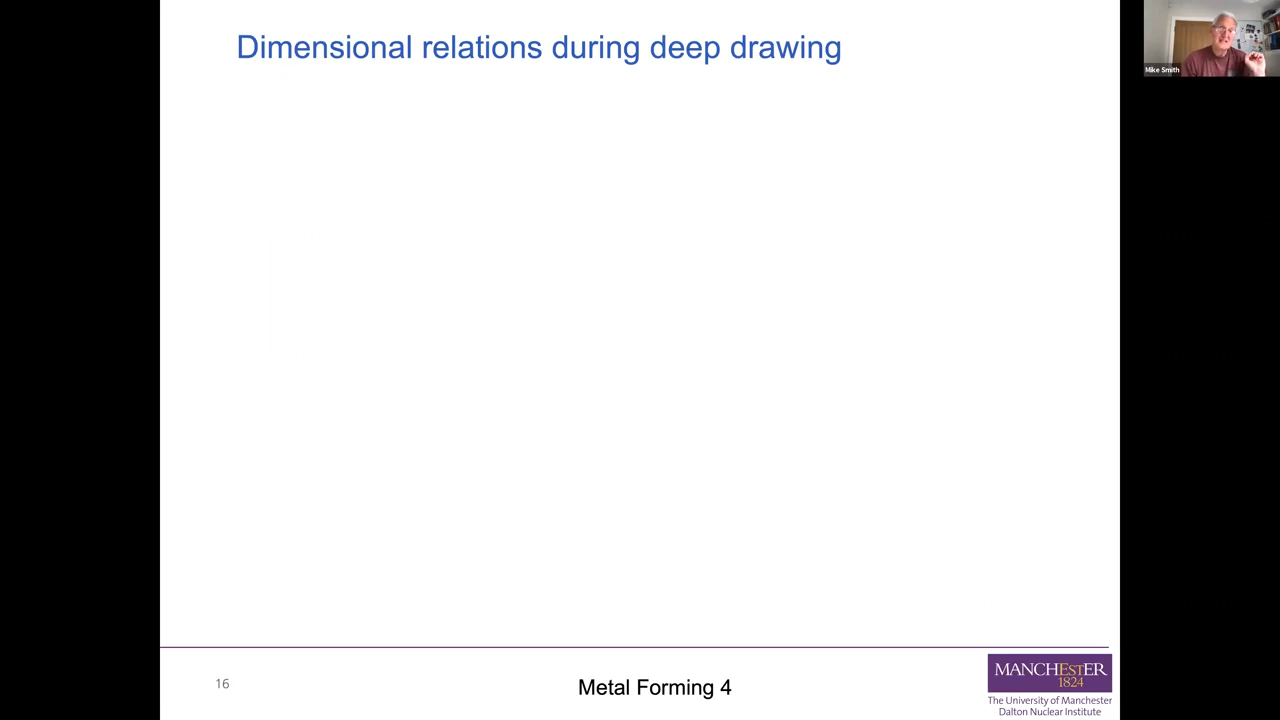 Dimensional relations during deep drawing
Mike Smith
16
Metal Forming 4
MANCHESTER
1824
The University of Manchester
Dalton Nuclear Institute